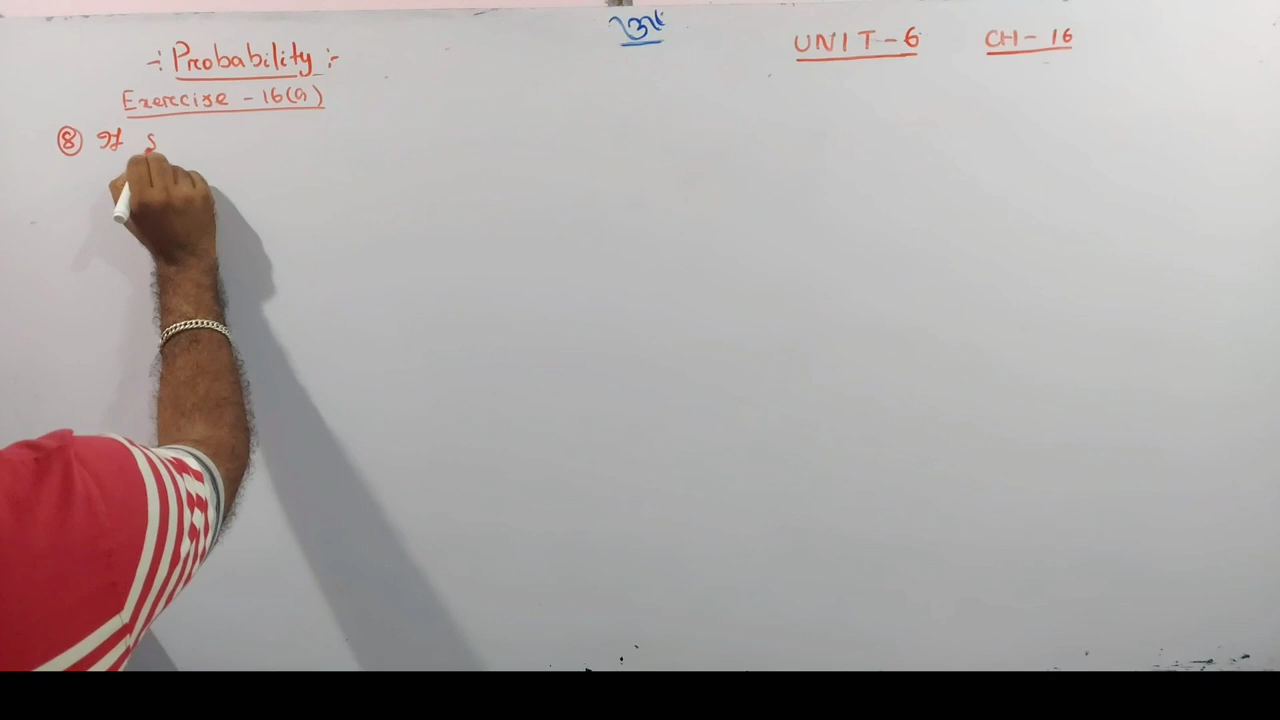 ଓଁ
UNIT-6 CH-16
-: Probability :-
Exercise - 16(a)
⑧ If S